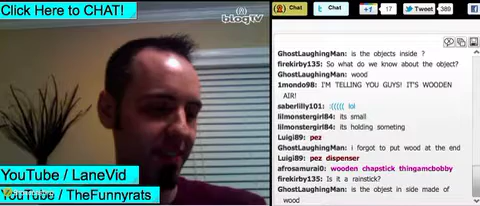 Click Here to CHAT!
blogTV
YouTube / LaneVid
YouTube / TheFunnyrats
Chat
Chat
+1
17
Tweet
389
GhostLaughingMan: is the objects inside ?
firekirby135: So what do we know about the object?
GhostLaughingMan: wood
1mondo98: I'M TELLING YOU GUYS! IT'S WOODEN
AIR!
saberlilly101: :((((( lol
lilmonstergirl84: its small
lilmonstergirl84: its holding someting
Luigi89: pez
GhostLaughingMan: i forgot to put wood at the end
Luigi89: pez dispenser
afrosamurai0: wooden chapstick thingamcobby
firekirby135: Is it a rainstick?
GhostLaughingMan: is the objest in side made of
wood